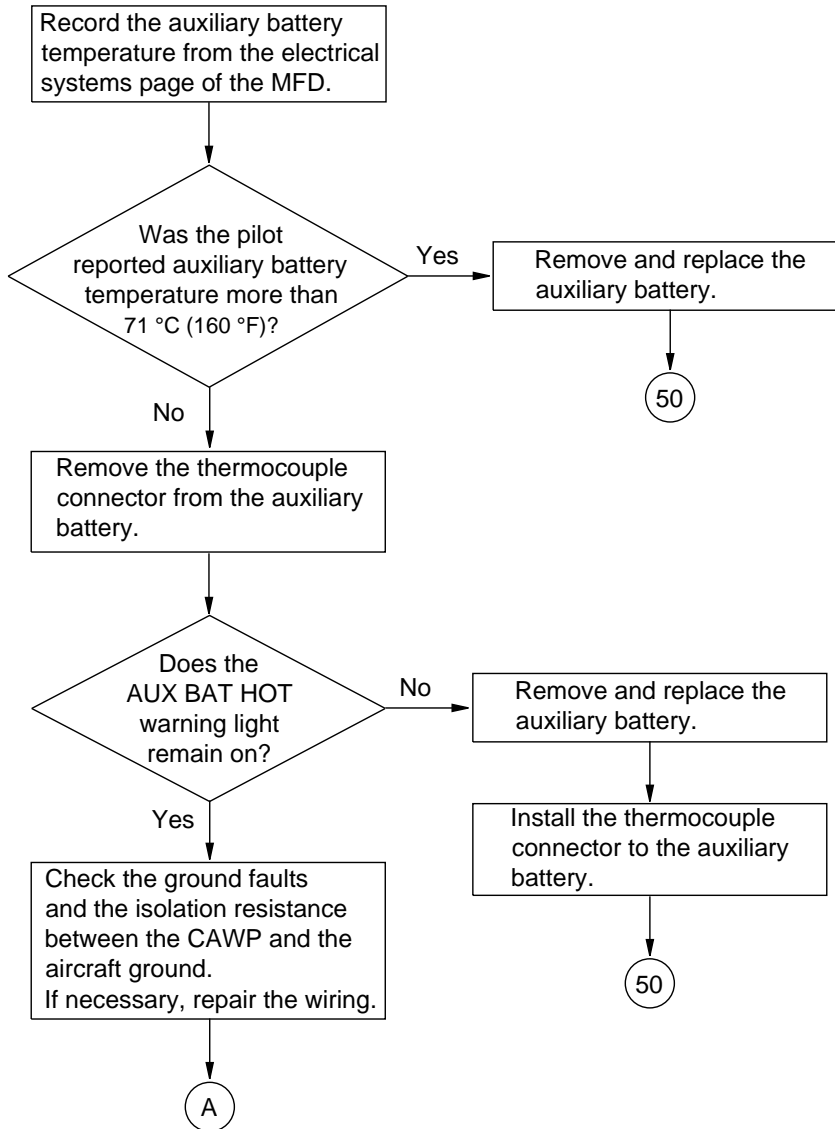 Record the auxiliary battery
temperature from the electrical
systems page of the MFD.
Was the pilot
reported auxiliary battery
temperature more than
71 °C (160 °F)?
Yes
Remove and replace the
auxiliary battery.
50
No
Remove the thermocouple
connector from the auxiliary
battery.
Does the
AUX BAT HOT
warning light
remain on?
No
Remove and replace the
auxiliary battery.
Install the thermocouple
connector to the auxiliary
battery.
50
Yes
Check the ground faults
and the isolation resistance
between the CAWP and the
aircraft ground.
If necessary, repair the wiring.
A